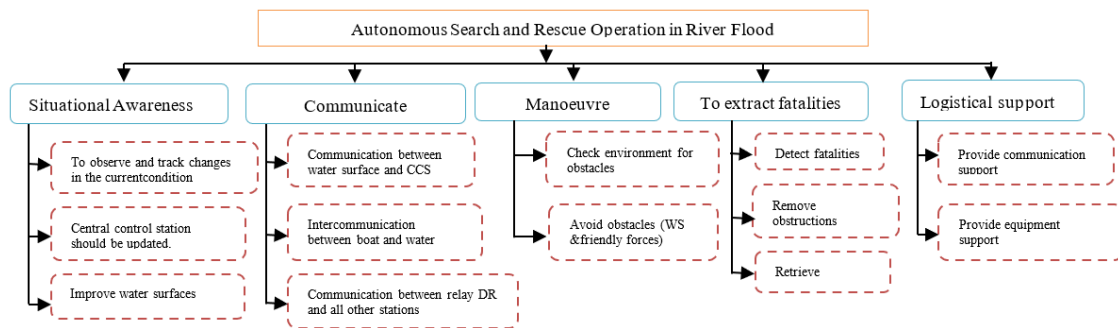 Autonomous Search and Rescue Operation in River Flood
Situational Awareness
To observe and track changes
in the currentcondition
Central control station
should be updated.
Improve water surfaces
Communicate
Communication between
water surface and CCS
Intercommunication
between boat and water
Communication between relay DR
and all other stations
Manoeuvre
Check environment for
obstacles
Avoid obstacles (WS
&friendly forces)
To extract fatalities
Detect fatalities
Remove
obstructions
Retrieve
Logistical support
Provide communication
support
Provide equipment
support